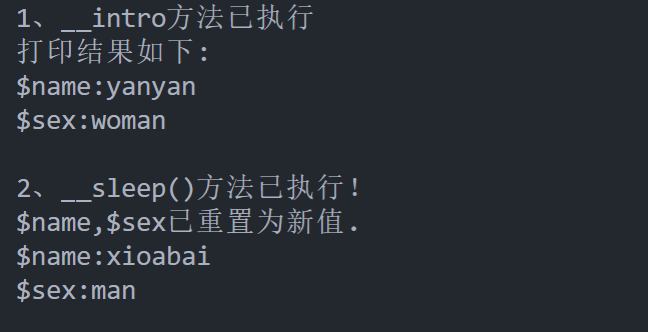 1、__intro方法已执行
打印结果如下:
$name:yanyan
$sex:woman
2、__sleep()方法已执行!
$name,$sex已重置为新值.
$name:xioabai
$sex:man